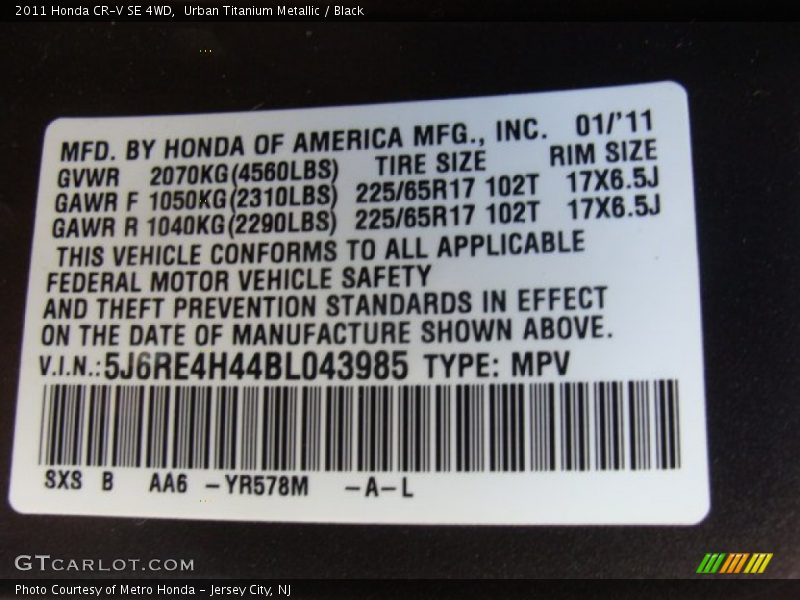 2011 Honda CR-V SE 4WD, Urban Titanium Metallic / Black
MFD. BY HONDA OF AMERICA MFG., INC. 01/'11
GVWR 2070KG(4560LBS) TIRE SIZE RIM SIZE
GAWR F 1050KG(2310LBS) 225/65R17 102T 17X6.5J
GAWR R 1040KG(2290LBS) 225/65R17 102T 17X6.5J
THIS VEHICLE CONFORMS TO ALL APPLICABLE
FEDERAL MOTOR VEHICLE SAFETY
AND THEFT PREVENTION STANDARDS IN EFFECT
ON THE DATE OF MANUFACTURE SHOWN ABOVE.
V.I.N.:5J6RE4H44BL043985 TYPE: MPV
SXS B AA6 -YR578M -A-L
GTCARLOT.COM
Photo Courtesy of Metro Honda - Jersey City, NJ